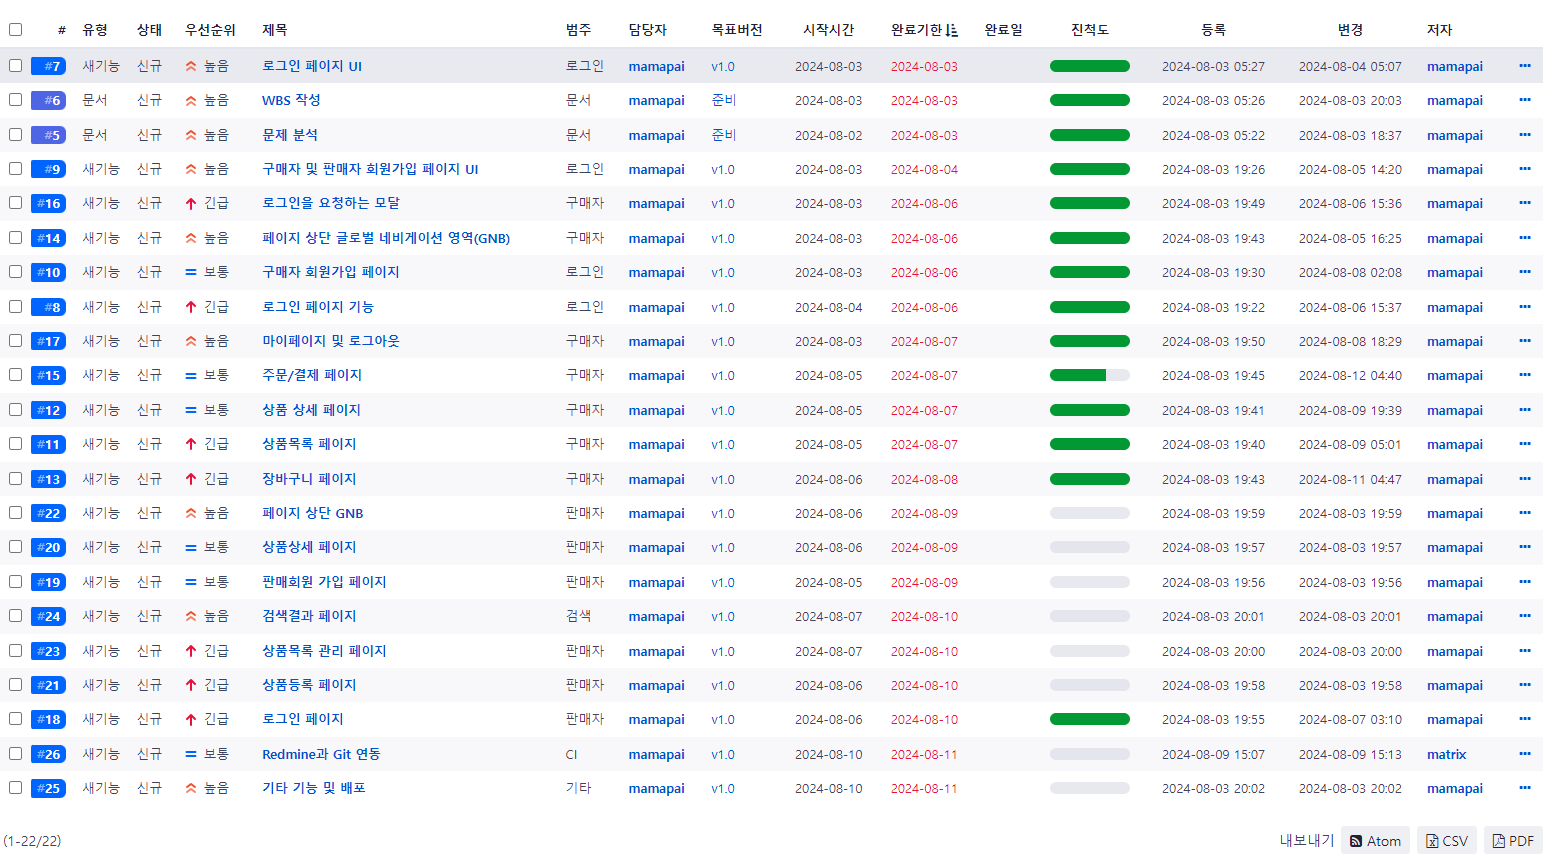 # 유형 상태 우선순위 제목 범주 담당자 목표버전 시작시간 완료기한 완료일 진척도 등록 변경 저자
#7 새기능 신규 높음 로그인 페이지 UI 로그인 mamapai v1.0 2024-08-03 2024-08-03 2024-08-03 05:27 2024-08-04 05:07 mamapai ···
#6 문서 신규 높음 WBS 작성 문서 mamapai 준비 2024-08-03 2024-08-03 2024-08-03 05:26 2024-08-03 20:03 mamapai ···
#5 문서 신규 높음 문제 분석 문서 mamapai 준비 2024-08-02 2024-08-03 2024-08-03 05:22 2024-08-03 18:37 mamapai ···
#9 새기능 신규 높음 구매자 및 판매자 회원가입 페이지 UI 로그인 mamapai v1.0 2024-08-03 2024-08-04 2024-08-03 19:26 2024-08-05 14:20 mamapai ···
#16 새기능 신규 긴급 로그인을 요청하는 모달 구매자 mamapai v1.0 2024-08-03 2024-08-06 2024-08-03 19:49 2024-08-06 15:36 mamapai ···
#14 새기능 신규 높음 페이지 상단 글로벌 네비게이션 영역(GNB) 구매자 mamapai v1.0 2024-08-03 2024-08-06 2024-08-03 19:43 2024-08-05 16:25 mamapai ···
#10 새기능 신규 보통 구매자 회원가입 페이지 로그인 mamapai v1.0 2024-08-03 2024-08-06 2024-08-03 19:30 2024-08-08 02:08 mamapai ···
#8 새기능 신규 긴급 로그인 페이지 기능 로그인 mamapai v1.0 2024-08-04 2024-08-06 2024-08-03 19:22 2024-08-06 15:37 mamapai ···
#17 새기능 신규 높음 마이페이지 및 로그아웃 구매자 mamapai v1.0 2024-08-03 2024-08-07 2024-08-03 19:50 2024-08-08 18:29 mamapai ···
#15 새기능 신규 보통 주문/결제 페이지 구매자 mamapai v1.0 2024-08-05 2024-08-07 2024-08-03 19:45 2024-08-12 04:40 mamapai ···
#12 새기능 신규 보통 상품 상세 페이지 구매자 mamapai v1.0 2024-08-05 2024-08-07 2024-08-03 19:41 2024-08-09 19:39 mamapai ···
#11 새기능 신규 긴급 상품목록 페이지 구매자 mamapai v1.0 2024-08-05 2024-08-07 2024-08-03 19:40 2024-08-09 05:01 mamapai ···
#13 새기능 신규 긴급 장바구니 페이지 구매자 mamapai v1.0 2024-08-06 2024-08-08 2024-08-03 19:43 2024-08-11 04:47 mamapai ···
#22 새기능 신규 높음 페이지 상단 GNB 판매자 mamapai v1.0 2024-08-06 2024-08-09 2024-08-03 19:59 2024-08-03 19:59 mamapai ···
#20 새기능 신규 보통 상품상세 페이지 판매자 mamapai v1.0 2024-08-06 2024-08-09 2024-08-03 19:57 2024-08-03 19:57 mamapai ···
#19 새기능 신규 보통 판매회원 가입 페이지 판매자 mamapai v1.0 2024-08-05 2024-08-09 2024-08-03 19:56 2024-08-03 19:56 mamapai ···
#24 새기능 신규 높음 검색결과 페이지 검색 mamapai v1.0 2024-08-07 2024-08-10 2024-08-03 20:01 2024-08-03 20:01 mamapai ···
#23 새기능 신규 긴급 상품목록 관리 페이지 판매자 mamapai v1.0 2024-08-07 2024-08-10 2024-08-03 20:00 2024-08-03 20:00 mamapai ···
#21 새기능 신규 긴급 상품등록 페이지 판매자 mamapai v1.0 2024-08-06 2024-08-10 2024-08-03 19:58 2024-08-03 19:58 mamapai ···
#18 새기능 신규 긴급 로그인 페이지 판매자 mamapai v1.0 2024-08-06 2024-08-10 2024-08-03 19:55 2024-08-07 03:10 mamapai ···
#26 새기능 신규 보통 Redmine과 Git 연동 CI mamapai v1.0 2024-08-10 2024-08-11 2024-08-09 15:07 2024-08-09 15:13 matrix ···
#25 새기능 신규 높음 기타 기능 및 배포 기타 mamapai v1.0 2024-08-10 2024-08-11 2024-08-03 20:02 2024-08-03 20:02 mamapai ···
(1-22/22) 내보내기 Atom CSV PDF